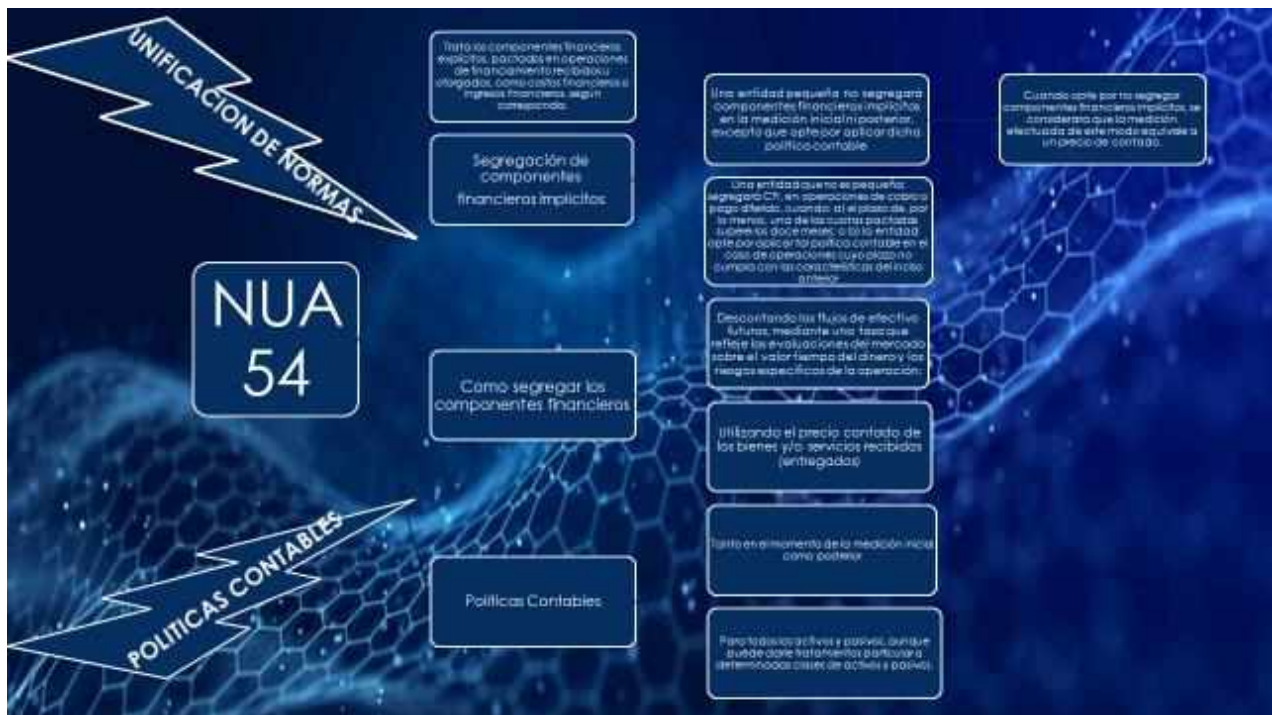 UNIFICACION DE NORMAS
NUA
54
POLITICAS CONTABLES
Trata los componentes financieros
explícitos, pactados en operaciones
de financiamiento recibidos u
otorgados, como costos financieros o
ingresos financieros, según
corresponda.
Segregación de
componentes
financieros implícitos
Como segregar los
componentes financieros
Políticas Contables
Una entidad pequeña no segregará
componentes financieros implícitos
en la medición inicial ni posterior,
excepto que opte por aplicar dicha
política contable
Una entidad que no es pequeña:
segregará CFI, en operaciones de cobro o
pago diferido, cuando: a) el plazo de, por
lo menos, una de las cuotas pactadas
supere los doce meses; o b) la entidad
opte por aplicar tal política contable en el
caso de operaciones cuyo plazo no
cumpla con las características del inciso
anterior
Descontando los flujos de efectivo
futuros, mediante una tasa que
refleje las evaluaciones del mercado
sobre el valor tiempo del dinero y los
riesgos específicos de la operación;
Utilizando el precio contado de
los bienes y/o servicios recibidos
(entregados)
Tanto en el momento de la medición inicial
como posterior
Para todos los activos y pasivos, aunque
puede darle tratamientos particular a
determinadas clases de activos y pasivos.
Cuando opte por no segregar
componentes financieros implícitos, se
considerara que la medición
efectuada de este modo equivale a
un precio de contado.